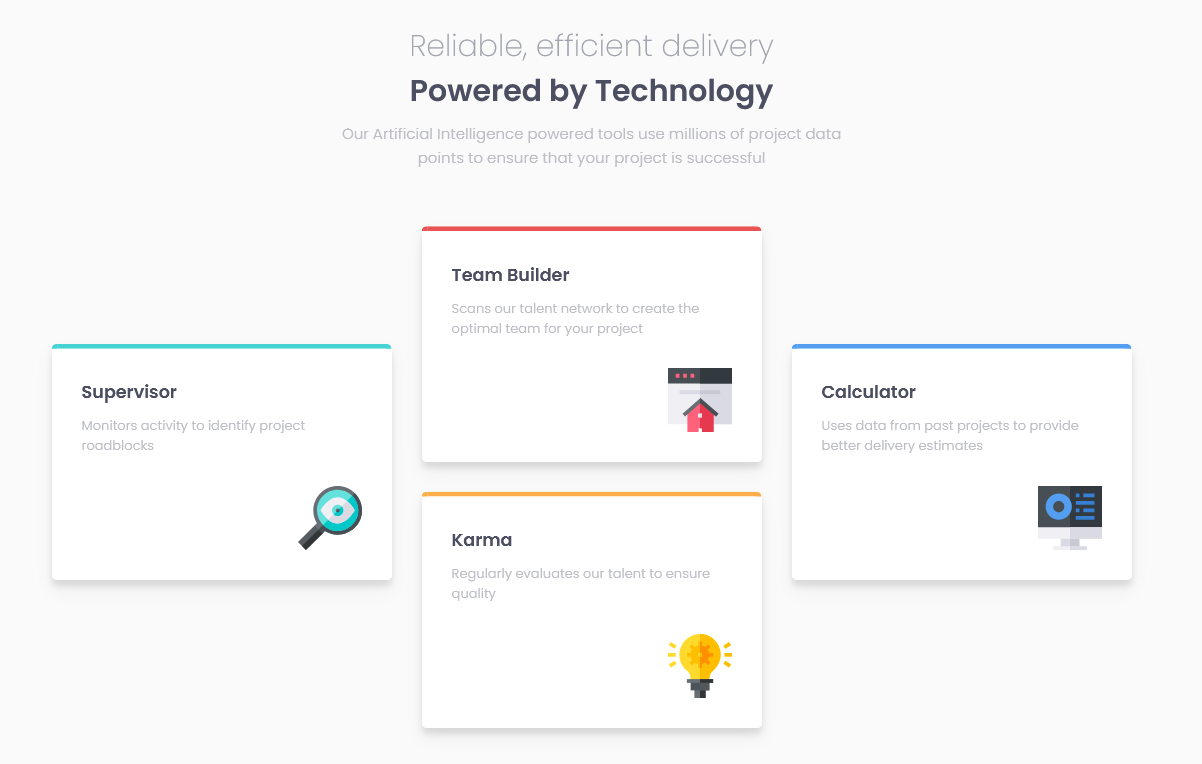 Reliable, efficient delivery
Powered by Technology
Our Artificial Intelligence powered tools use millions of project data
points to ensure that your project is successful
Team Builder
Scans our talent network to create the
optimal team for your project
Supervisor
Monitors activity to identify project
roadblocks
Calculator
Uses data from past projects to provide
better delivery estimates
Karma
Regularly evaluates our talent to ensure
quality